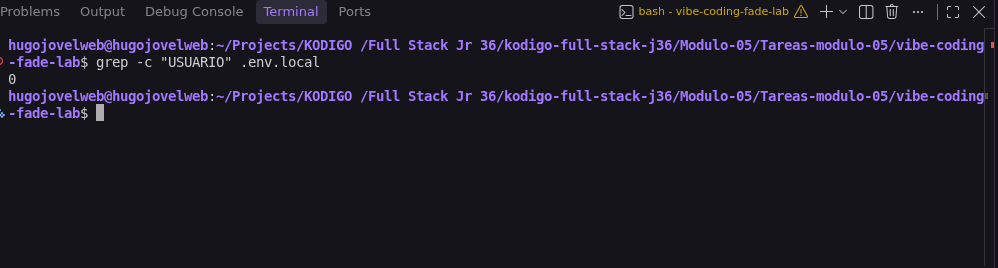 Problems Output Debug Console Terminal Ports bash - vibe-coding-fade-lab
hugojovelweb@hugojovelweb:~/Projects/KODIGO /Full Stack Jr 36/kodigo-full-stack-j36/Modulo-05/Tareas-modulo-05/vibe-coding
-fade-lab$ grep -c "USUARIO" .env.local
0
hugojovelweb@hugojovelweb:~/Projects/KODIGO /Full Stack Jr 36/kodigo-full-stack-j36/Modulo-05/Tareas-modulo-05/vibe-coding
-fade-lab$